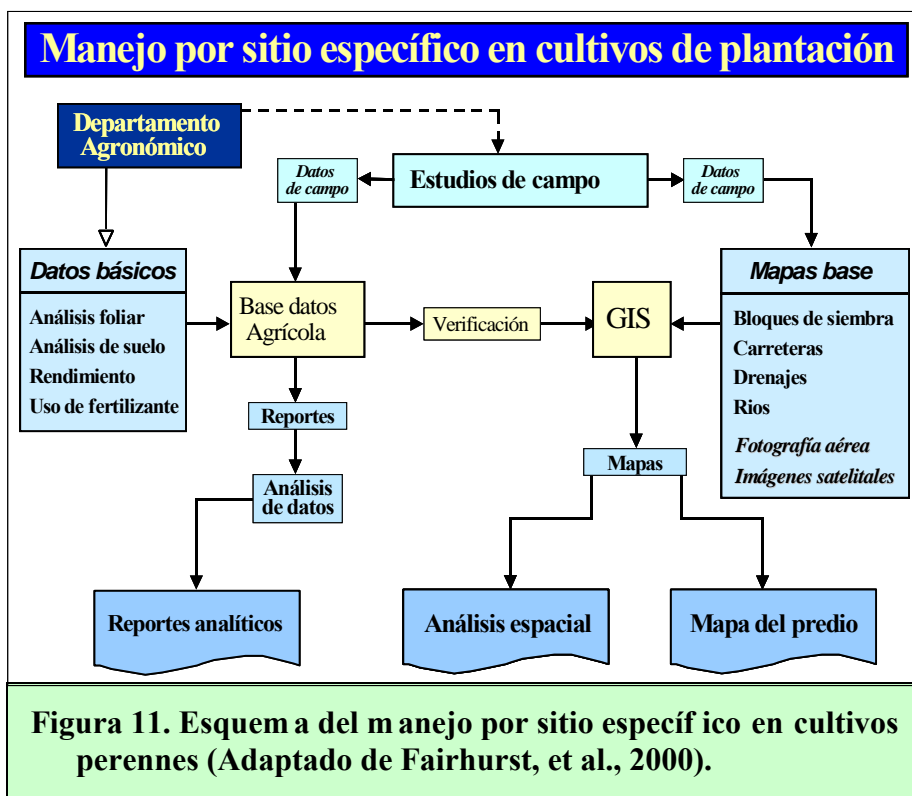 Manejo por sitio específico en cultivos de plantación
Departamento
Agronómico
Datos
de campo
Estudios de campo
Datos
de campo
Datos básicos
Análisis foliar
Análisis de suelo
Rendimiento
Uso de fertilizante
Base datos
Agrícola
Verificación
GIS
Mapas base
Bloques de siembra
Carreteras
Drenajes
Rios
Fotografía aérea
Imágenes satelitales
Reportes
Análisis
de datos
Mapas
Reportes analíticos
Análisis espacial
Mapa del predio
Figura 11. Esquema del manejo por sitio específico en cultivos
perennes (Adaptado de Fairhurst, et al., 2000).